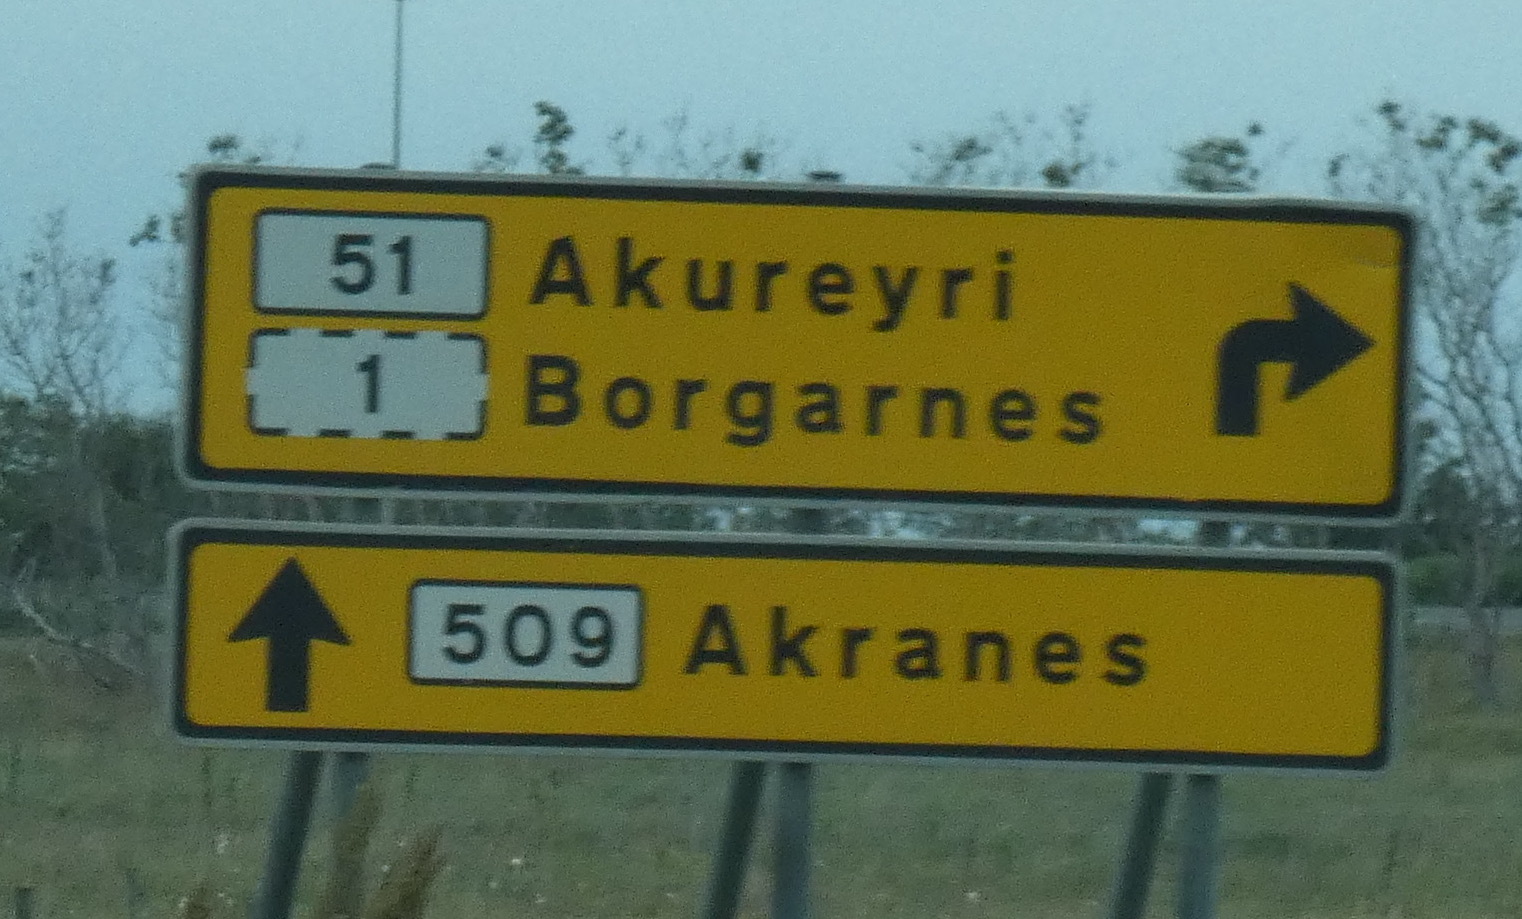 51 Akureyri
1 Borgarnes
509 Akranes